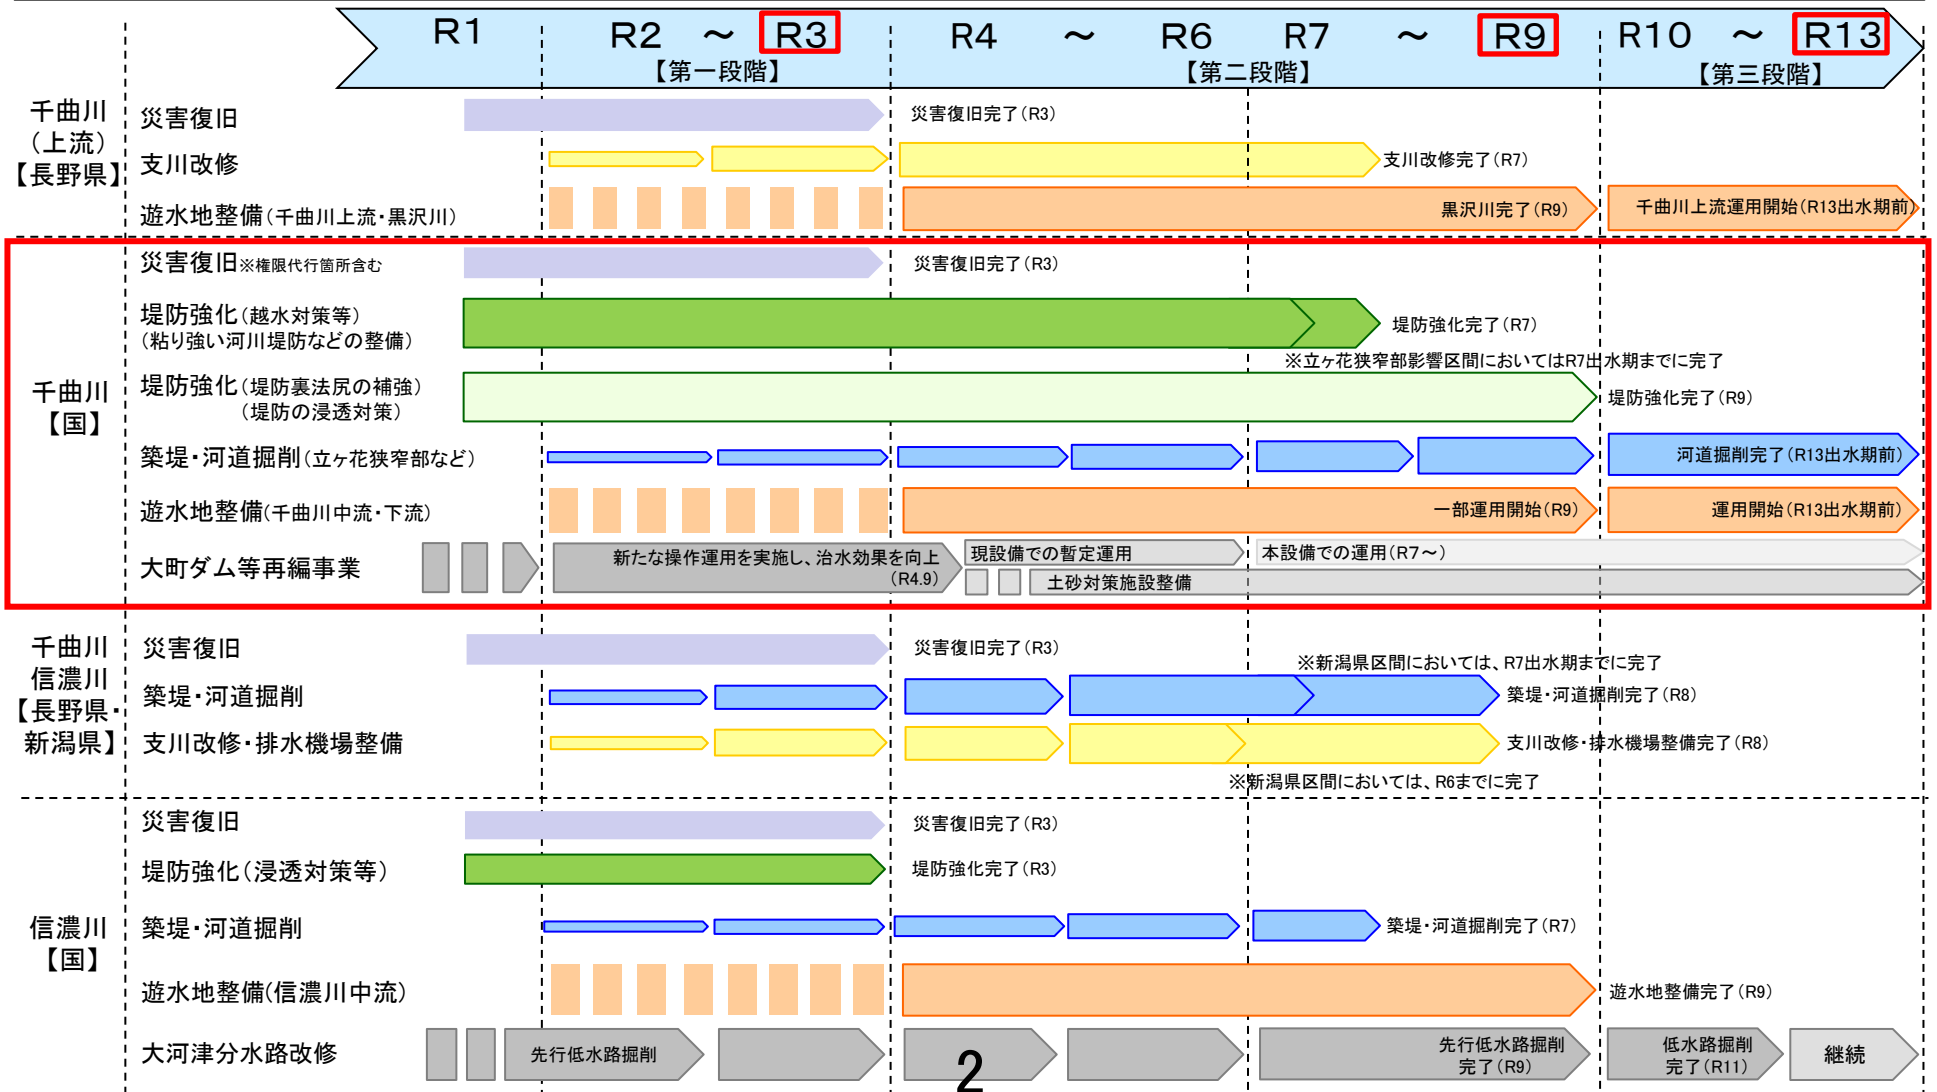 R1
R2 ～ R3
R4 ～ R6
R7 ～ R9
R10 ～ R13
【第一段階】
【第二段階】
【第三段階】
千曲川
(上流)
【長野県】
災害復旧
災害復旧完了(R3)
支川改修
支川改修完了(R7)
遊水地整備(千曲川上流・黒沢川)
黒沢川完了(R9)
千曲川上流運用開始(R13出水期前)
千曲川
【国】
災害復旧※権限代行箇所含む
災害復旧完了(R3)
堤防強化(越水対策等)
(粘り強い河川堤防などの整備)
堤防強化完了(R7)
※立ヶ花狭窄部影響区間においてはR7出水期までに完了
堤防強化(堤防裏法尻の補強)
(堤防の浸透対策)
堤防強化完了(R9)
築堤・河道掘削(立ヶ花狭窄部など)
河道掘削完了(R13出水期前)
遊水地整備(千曲川中流・下流)
一部運用開始(R9)
運用開始(R13出水期前)
大町ダム等再編事業
新たな操作運用を実施し、治水効果を向上
(R4.9)
現設備での暫定運用
本設備での運用(R7～)
土砂対策施設整備
千曲川
信濃川
【長野県・
新潟県】
災害復旧
災害復旧完了(R3)
※新潟県区間においては、R7出水期までに完了
築堤・河道掘削
築堤・河道掘削完了(R8)
支川改修・排水機場整備
支川改修・排水機場整備完了(R8)
※新潟県区間においては、R6までに完了
信濃川
【国】
災害復旧
災害復旧完了(R3)
堤防強化(浸透対策等)
堤防強化完了(R3)
築堤・河道掘削
築堤・河道掘削完了(R7)
遊水地整備(信濃川中流)
遊水地整備完了(R9)
大河津分水路改修
先行低水路掘削
先行低水路掘削
完了(R9)
低水路掘削
完了(R11)
継続
2